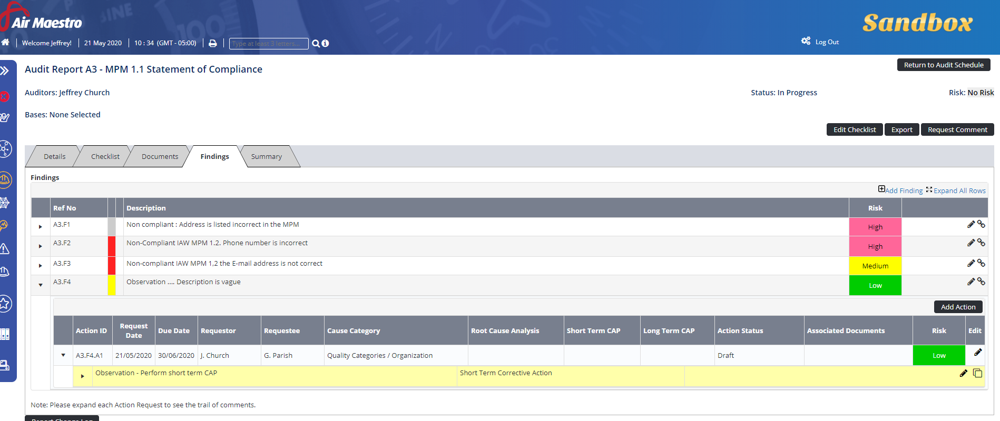 Air Maestro
Sandbox
Welcome Jeffrey!
21 May 2020
10 : 34 (GMT - 05:00)
Type at least 3 letters...
Log Out
Audit Report A3 - MPM 1.1 Statement of Compliance
Return to Audit Schedule
Auditors: Jeffrey Church
Status: In Progress
Risk: No Risk
Bases: None Selected
Edit Checklist
Export
Request Comment
Details
Checklist
Documents
Findings
Summary
Findings
Add Finding
Expand All Rows
Ref No
Description
Risk
A3.F1
Non compliant : Address is listed incorrect in the MPM
High
A3.F2
Non-Compliant IAW MPM 1.2. Phone number is incorrect
High
A3.F3
Non-compliant IAW MPM 1,2 the E-mail address is not correct
Medium
A3.F4
Observation .... Description is vague
Low
Add Action
Action ID
Request
Date
Due Date
Requestor
Requestee
Cause Category
Root Cause Analysis
Short Term CAP
Long Term CAP
Action Status
Associated Documents
Risk
Edit
A3.F4.A1
21/05/2020
30/06/2020
J. Church
G. Parish
Quality Categories / Organization
Draft
Low
Observation - Perform short term CAP
Short Term Corrective Action
Note: Please expand each Action Request to see the trail of comments.
Report Change Log